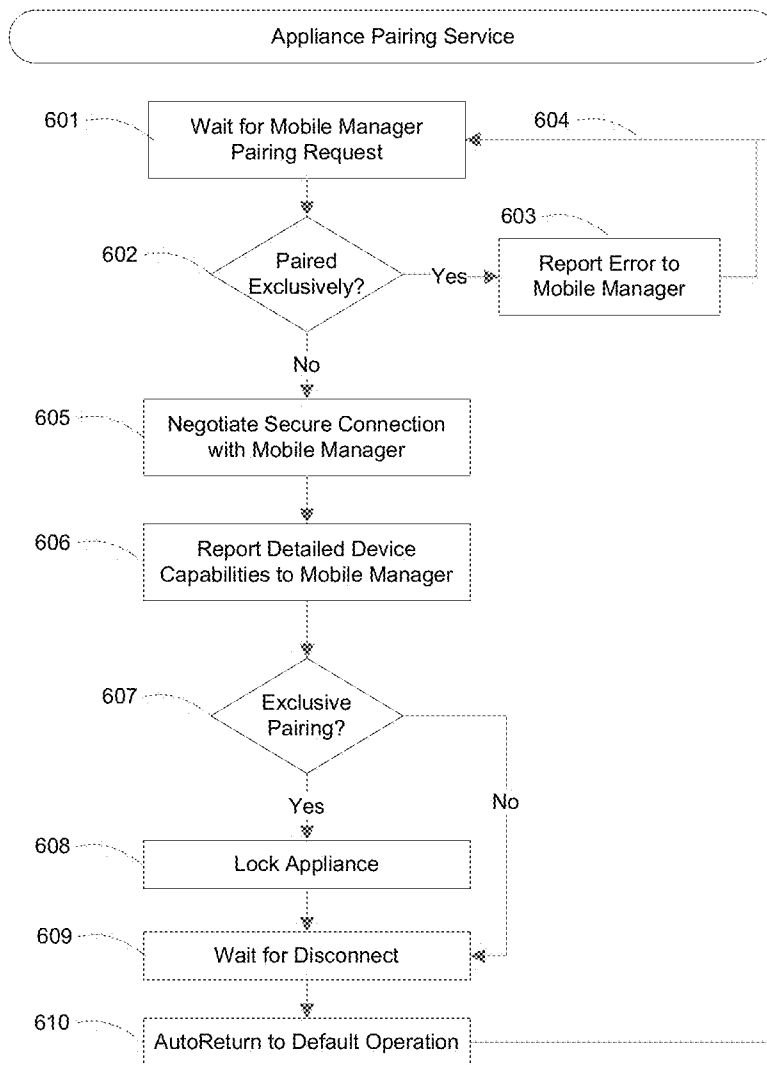 Appliance Pairing Service
601
Wait for Mobile Manager
Pairing Request
604
602
Paired
Exclusively?
Yes
603
Report Error to
Mobile Manager
No
605
Negotiate Secure Connection
with Mobile Manager
606
Report Detailed Device
Capabilities to Mobile Manager
607
Exclusive
Pairing?
Yes
No
608
Lock Appliance
609
Wait for Disconnect
610
AutoReturn to Default Operation